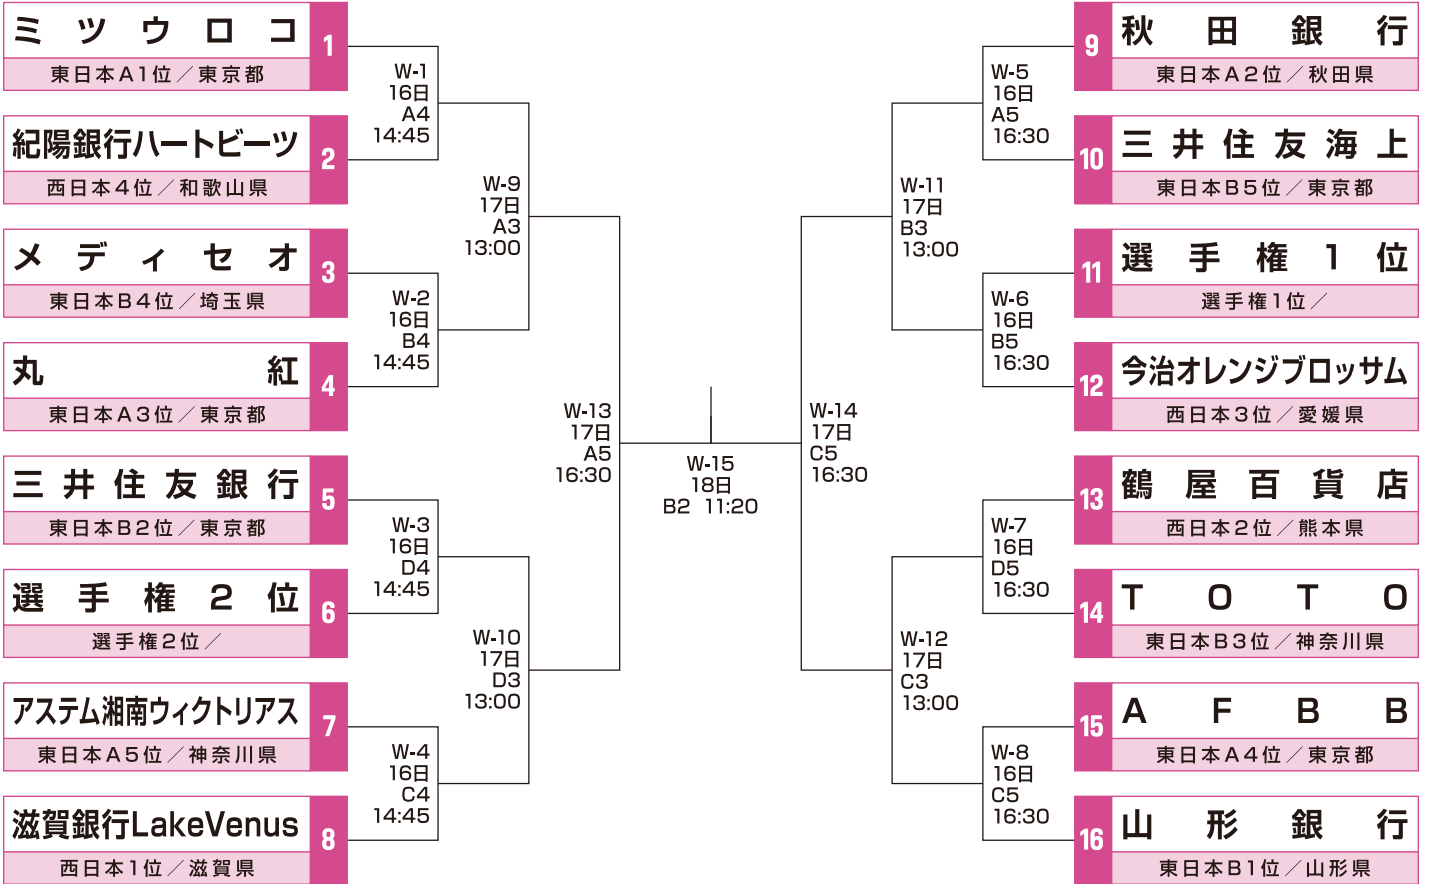 ミツウロコ
東日本A1位／東京都
1
紀陽銀行ハートビーツ
西日本4位／和歌山県
2
メディセオ
東日本B4位／埼玉県
3
丸紅
東日本A3位／東京都
4
三井住友銀行
東日本B2位／東京都
5
選手権2位
選手権2位／
6
アステム湘南ウィクトリアス
東日本A5位／神奈川県
7
滋賀銀行LakeVenus
西日本1位／滋賀県
8
W-1
16日
A4
14:45
W-2
16日
B4
14:45
W-3
16日
D4
14:45
W-4
16日
C4
14:45
W-9
17日
A3
13:00
W-10
17日
D3
13:00
W-13
17日
A5
16:30
W-15
18日
B2 11:20
W-14
17日
C5
16:30
W-11
17日
B3
13:00
W-12
17日
C3
13:00
W-5
16日
A5
16:30
W-6
16日
B5
16:30
W-7
16日
D5
16:30
W-8
16日
C5
16:30
9
秋田銀行
東日本A2位／秋田県
10
三井住友海上
東日本B5位／東京都
11
選手権1位
選手権1位／
12
今治オレンジブロッサム
西日本3位／愛媛県
13
鶴屋百貨店
西日本2位／熊本県
14
TOTO
東日本B3位／神奈川県
15
AFBB
東日本A4位／東京都
16
山形銀行
東日本B1位／山形県